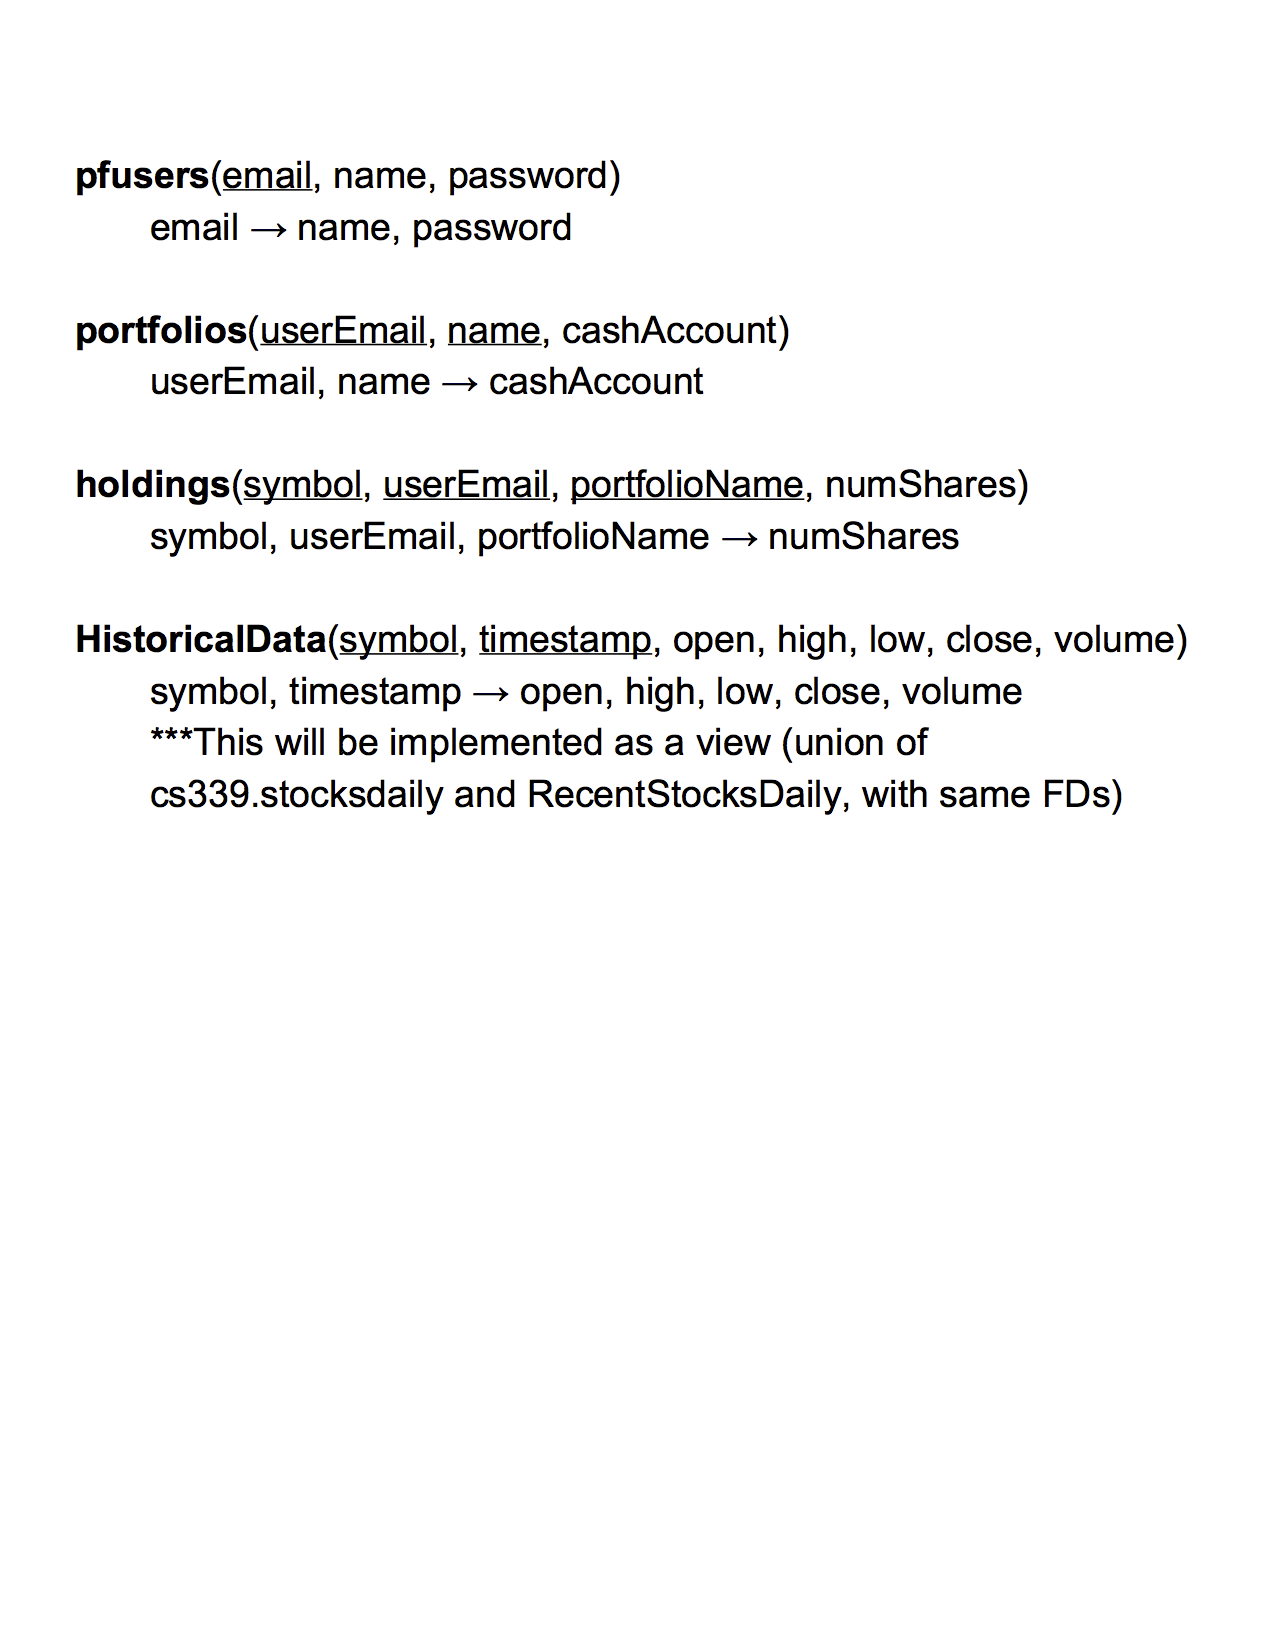 pfusers(email, name, password)
email → name, password
portfolios(userEmail, name, cashAccount)
userEmail, name → cashAccount
holdings(symbol, userEmail, portfolioName, numShares)
symbol, userEmail, portfolioName → numShares
HistoricalData(symbol, timestamp, open, high, low, close, volume)
symbol, timestamp → open, high, low, close, volume
***This will be implemented as a view (union of
cs339.stocksdaily and RecentStocksDaily, with same FDs)